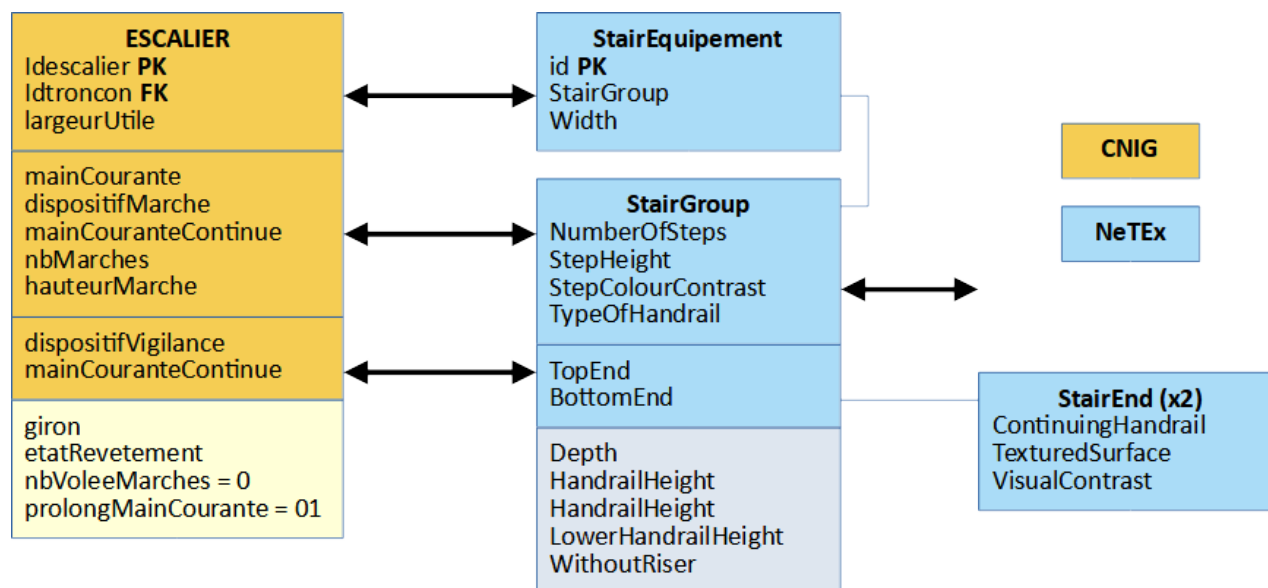 ESCALIER
Idescalier PK
Idtroncon FK
largeurUtile
mainCourante
dispositifMarche
mainCouranteContinue
nbMarches
hauteurMarche
dispositifVigilance
mainCouranteContinue
giron
etatRevetement
nbVoleeMarches = 0
prolongMainCourante = 01
StairEquipement
id PK
StairGroup
Width
StairGroup
NumberOfSteps
StepHeight
StepColourContrast
TypeOfHandrail
TopEnd
BottomEnd
Depth
HandrailHeight
HandrailHeight
LowerHandrailHeight
WithoutRiser
CNIG
NeTEx
StairEnd (x2)
ContinuingHandrail
TexturedSurface
VisualContrast